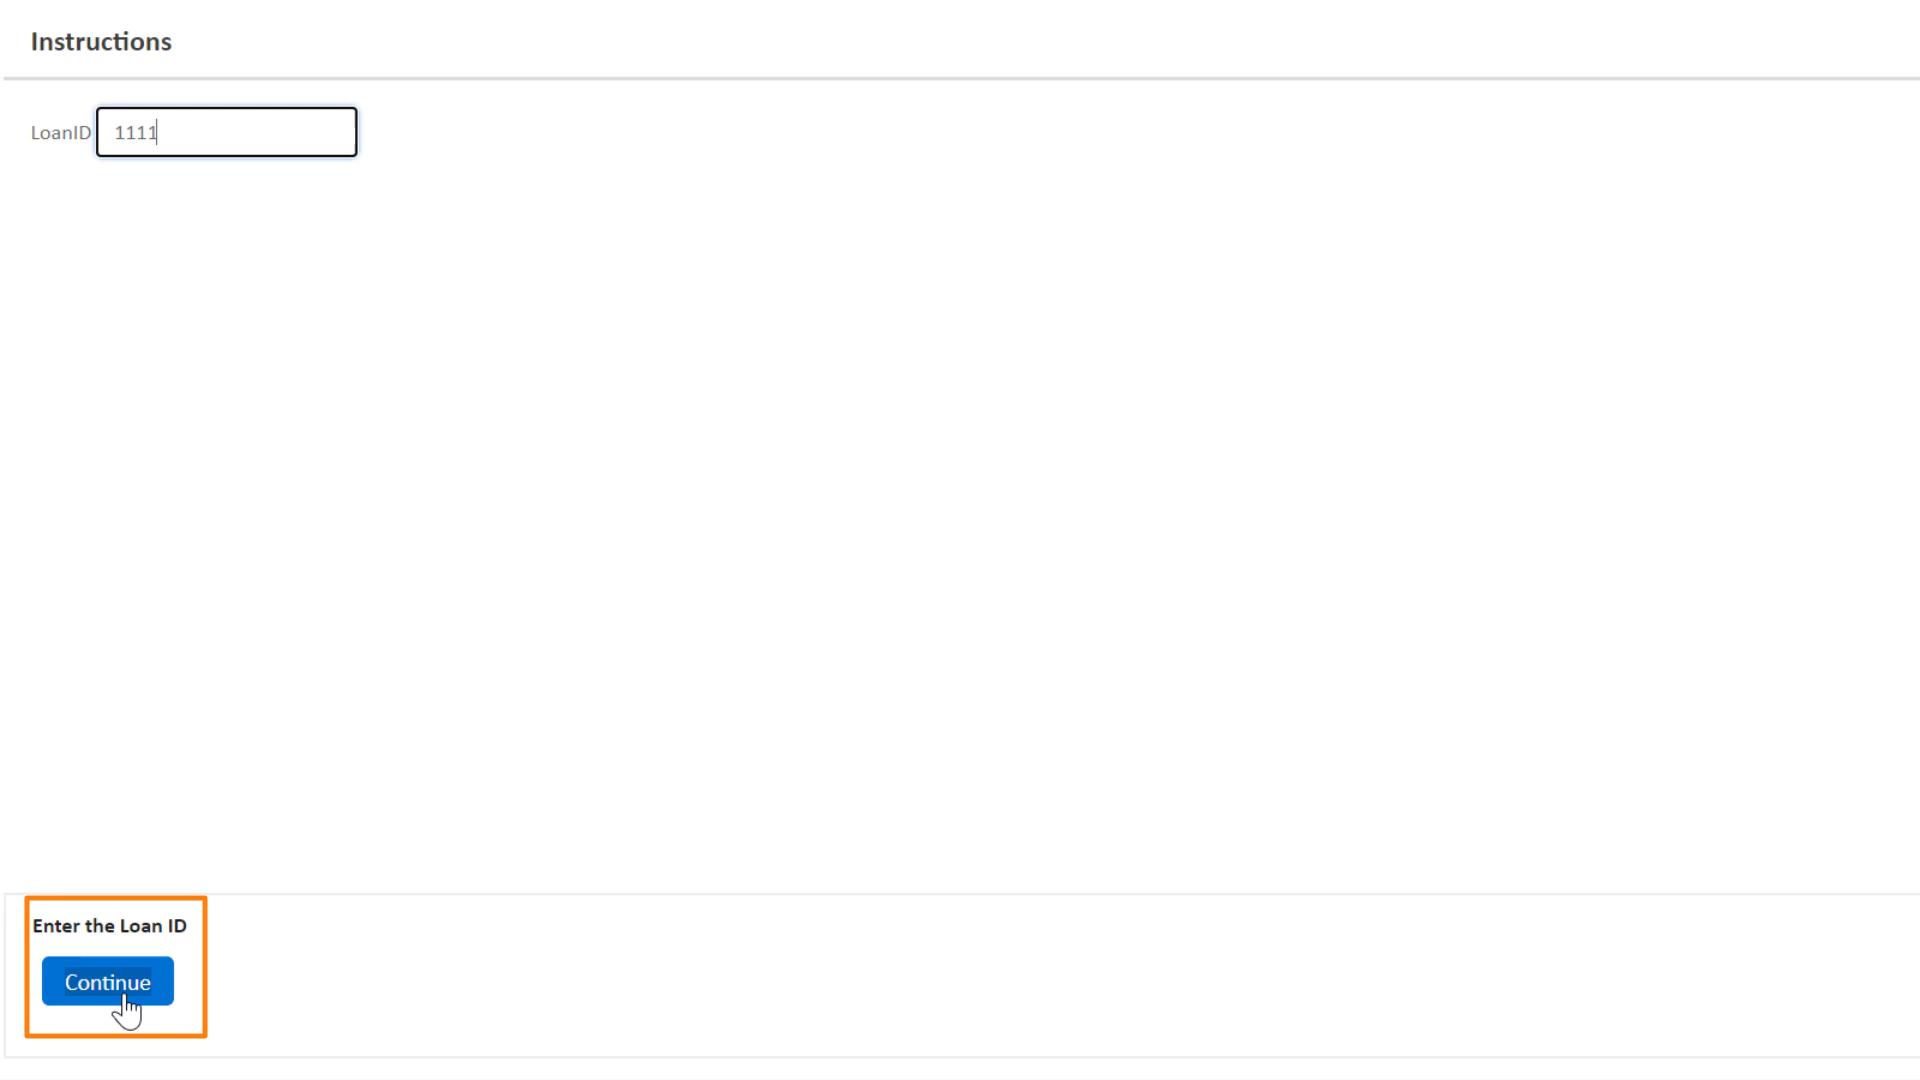 Instructions
LoanID 1111
Enter the Loan ID
Continue